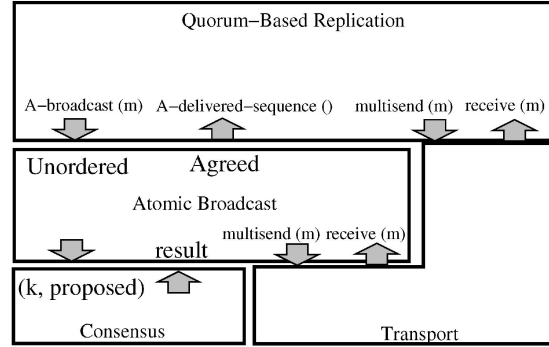 Quorum−Based Replication
A−broadcast (m) A−delivered−sequence () multisend (m) receive (m)
Unordered Agreed
Atomic Broadcast
multisend (m) receive (m)
result
(k, proposed)
Consensus
Transport